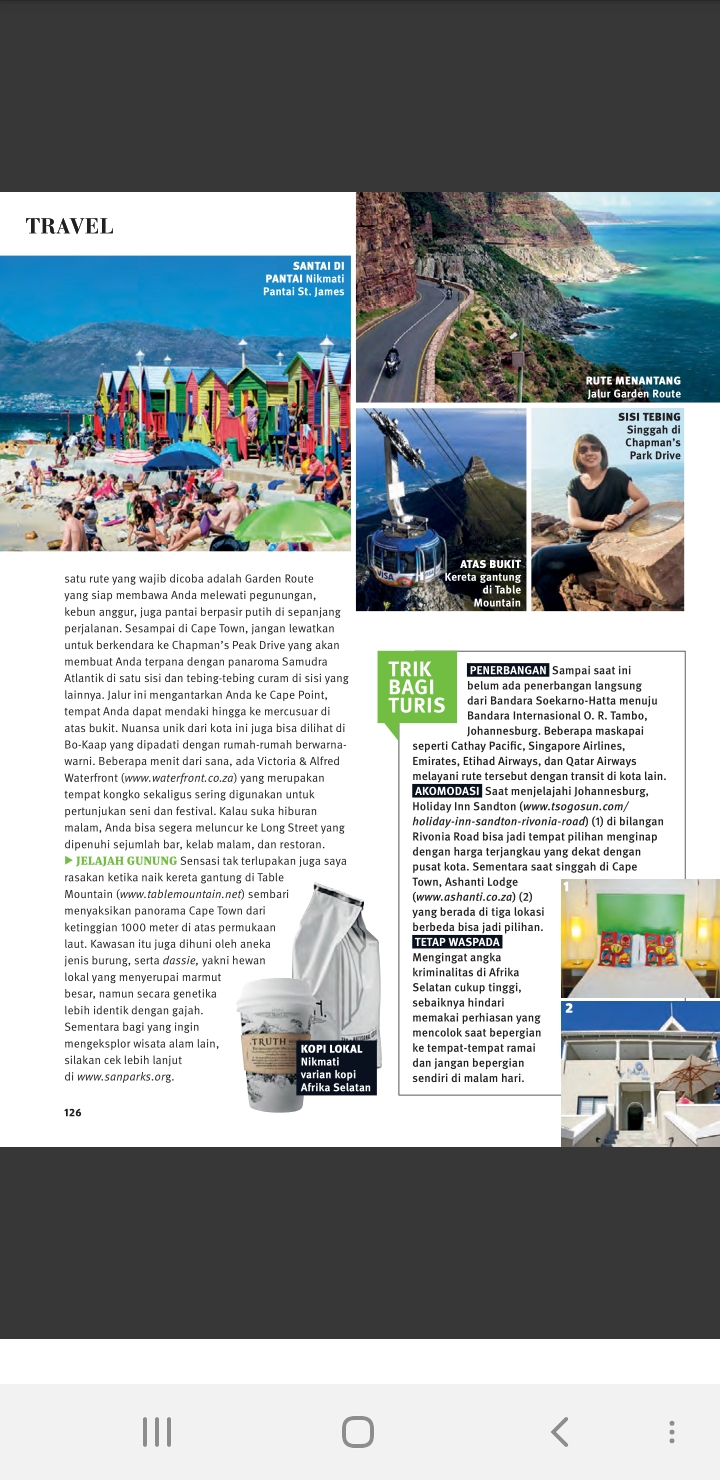 TRAVEL
SANTAI DI
PANTAI Nikmati
Pantai St. James
RUTE MENANTANG
Jalur Garden Route
ATAS BUKIT
Kereta gantung
di Table
Mountain
SISI TEBING
Singgah di
Chapman's
Park Drive
VISA
satu rute yang wajib dicoba adalah Garden Route
yang siap membawa Anda melewati pegunungan,
kebun anggur, juga pantai berpasir putih di sepanjang
perjalanan. Sesampai di Cape Town, jangan lewatkan
untuk berkendara ke Chapman's Peak Drive yang akan
membuat Anda terpana dengan panaroma Samudra
Atlantik di satu sisi dan tebing-tebing curam di sisi yang
lainnya. Jalur ini mengantarkan Anda ke Cape Point,
tempat Anda dapat mendaki hingga ke mercusuar di
atas bukit. Nuansa unik dari kota ini juga bisa dilihat di
Bo-Kaap yang dipadati dengan rumah-rumah berwarna-
warni. Beberapa menit dari sana, ada Victoria & Alfred
Waterfront (www.waterfront.co.za) yang merupakan
tempat kongko sekaligus sering digunakan untuk
pertunjukan seni dan festival. Kalau suka hiburan
malam, Anda bisa segera meluncur ke Long Street yang
dipenuhi sejumlah bar, kelab malam, dan restoran.
▶ JELAJAH GUNUNG Sensasi tak terlupakan juga saya
rasakan ketika naik kereta gantung di Table
Mountain (www.tablemountain.net) sembari
menyaksikan panorama Cape Town dari
ketinggian 1000 meter di atas permukaan
laut. Kawasan itu juga dihuni oleh aneka
jenis burung, serta dassie, yakni hewan
lokal yang menyerupai marmut
besar, namun secara genetika
lebih identik dengan gajah.
Sementara bagi yang ingin
mengeksplor wisata alam lain,
silakan cek lebih lanjut
di www.sanparks.org.
TRUTH
KOPI LOKAL
Nikmati
varian kopi
Afrika Selatan
126
TRIK
BAGI
TURIS
PENERBANGAN Sampai saat ini
belum ada penerbangan langsung
dari Bandara Soekarno-Hatta menuju
Bandara Internasional O. R. Tambo,
Johannesburg. Beberapa maskapai
seperti Cathay Pacific, Singapore Airlines,
Emirates, Etihad Airways, dan Qatar Airways
melayani rute tersebut dengan transit di kota lain.
AKOMODASI Saat menjelajahi Johannesburg,
Holiday Inn Sandton (www.tsogosun.com/
holiday-inn-sandton-rivonia-road) (1) di bilangan
Rivonia Road bisa jadi tempat pilihan menginap
dengan harga terjangkau yang dekat dengan
pusat kota. Sementara saat singgah di Cape
Town, Ashanti Lodge
(www.ashanti.co.za) (2)
yang berada di tiga lokasi
berbeda bisa jadi pilihan.
TETAP WASPADA
Mengingat angka
kriminalitas di Afrika
Selatan cukup tinggi,
sebaiknya hindari
memakai perhiasan yang
mencolok saat bepergian
ke tempat-tempat ramai
dan jangan bepergian
sendiri di malam hari.
1
2